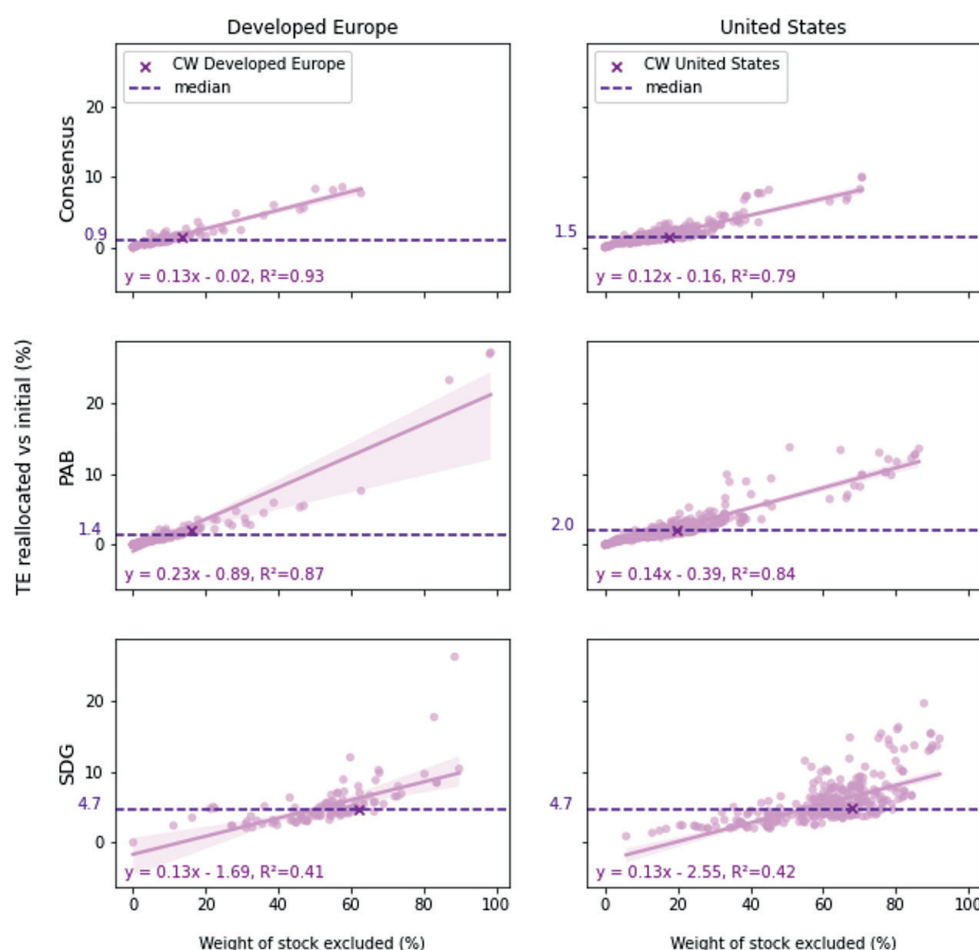 Developed Europe
United States
CW Developed Europe
median
CW United States
median
TE reallocated vs initial (%)
Consensus
20
10
0
0.9
y = 0.13x - 0.02, R²=0.93
1.5
y = 0.12x - 0.16, R²=0.79
PAB
20
10
0
1.4
y = 0.23x - 0.89, R²=0.87
2.0
y = 0.14x - 0.39, R²=0.84
SDG
20
10
0
4.7
y = 0.13x - 1.69, R²=0.41
4.7
y = 0.13x - 2.55, R²=0.42
0 20 40 60 80 100
0 20 40 60 80 100
Weight of stock excluded (%)
Weight of stock excluded (%)